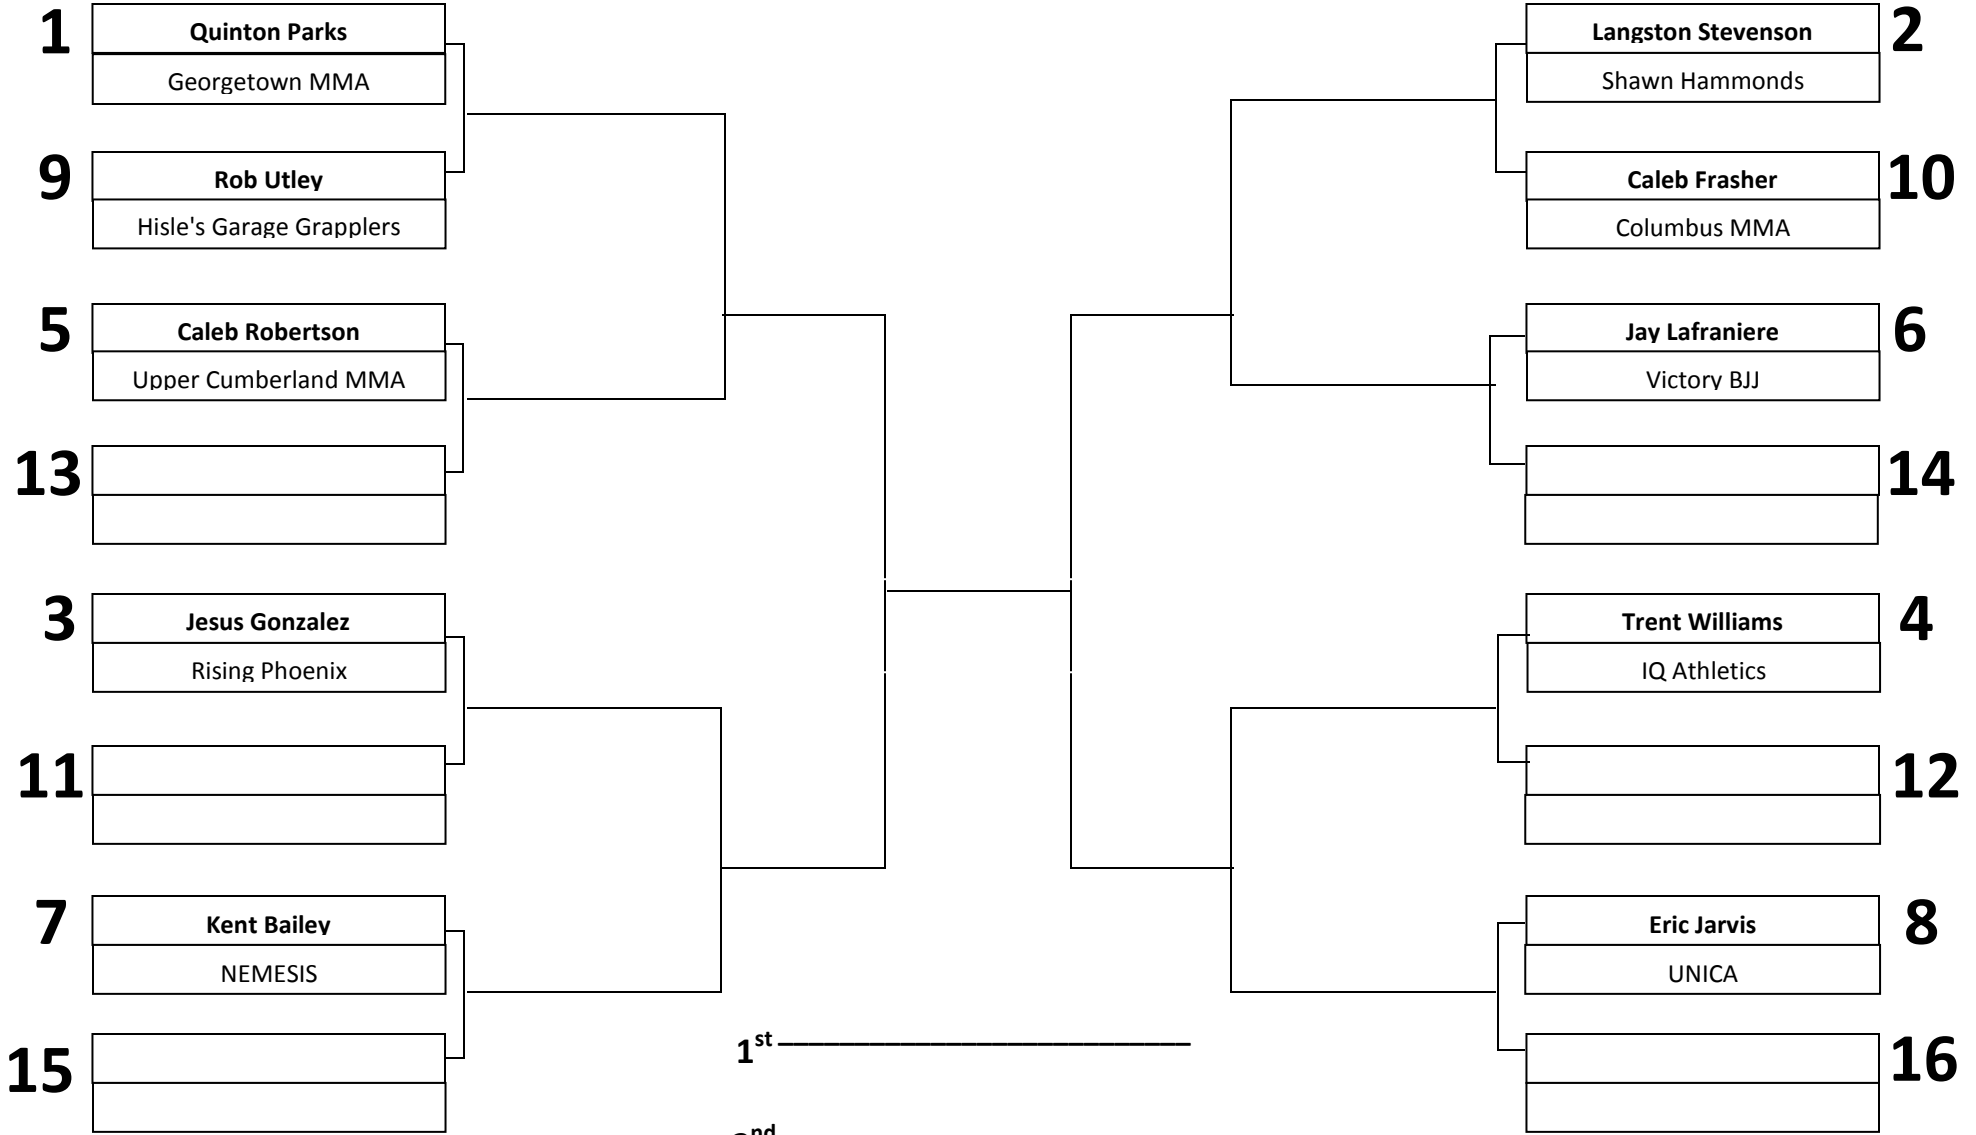 1
Quinton Parks
Georgetown MMA
9
Rob Utley
Hisle's Garage Grapplers
5
Caleb Robertson
Upper Cumberland MMA
13
3
Jesus Gonzalez
Rising Phoenix
11
7
Kent Bailey
NEMESIS
15
Langston Stevenson
2
Shawn Hammonds
Caleb Frasher
10
Columbus MMA
Jay Lafraniere
6
Victory BJJ
14
Trent Williams
4
IQ Athletics
12
Eric Jarvis
8
UNICA
16
1st
nd